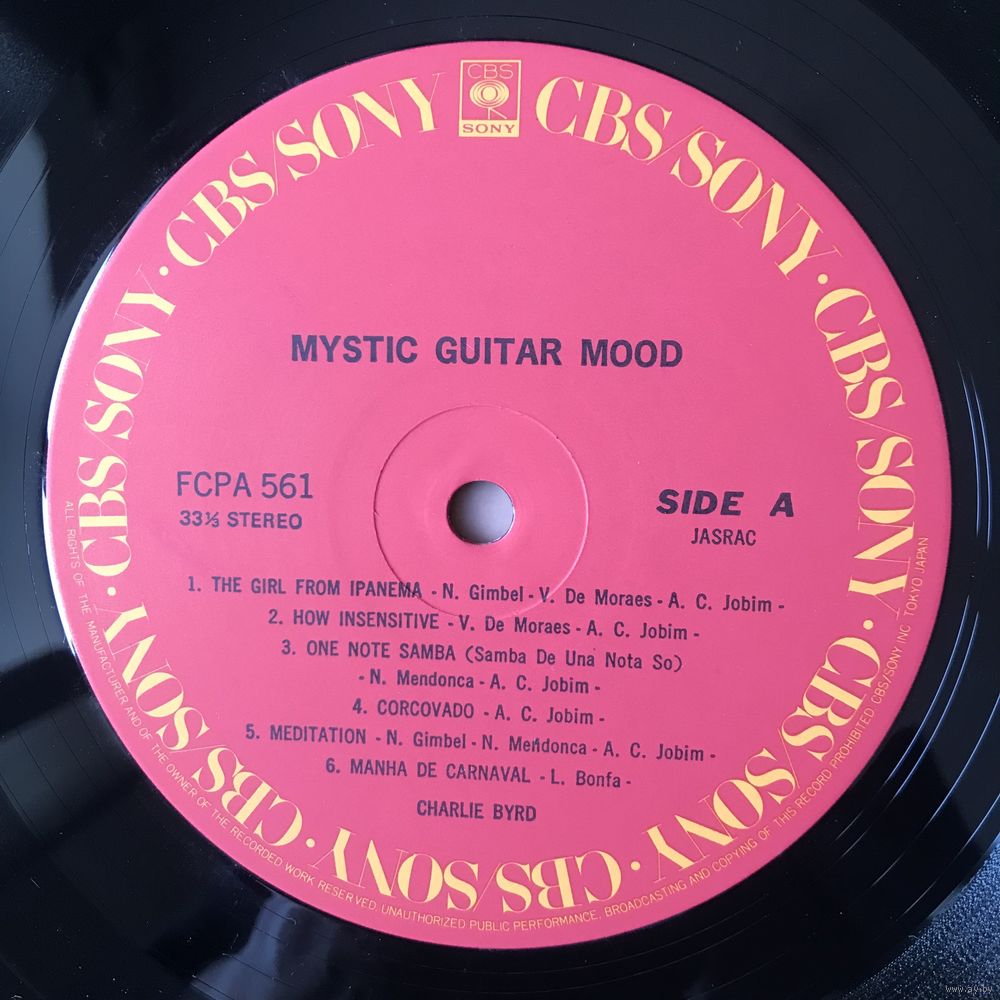 CBS
SONY
CBS/SONY · CBS/SONY · CBS/SONY · CBS/SONY · CBS/SONY · CBS/SONY · CBS/SONY · CBS/SONY
MYSTIC GUITAR MOOD
FCPA 561
33⅓ STEREO
SIDE A
JASRAC
1. THE GIRL FROM IPANEMA - N. Gimbel - V. De Moraes - A. C. Jobim -
2. HOW INSENSITIVE - V. De Moraes - A. C. Jobim -
3. ONE NOTE SAMBA (Samba De Una Nota So)
- N. Mendonca - A. C. Jobim -
4. CORCOVADO - A. C. Jobim -
5. MEDITATION - N. Gimbel - N. Mendonca - A. C. Jobim -
6. MANHA DE CARNAVAL - L. Bonfa -
CHARLIE BYRD
ALL RIGHTS OF THE MANUFACTURER AND OF THE OWNER OF THE RECORDED WORK RESERVED. UNAUTHORIZED PUBLIC PERFORMANCE, BROADCASTING AND COPYING OF THIS RECORD PROHIBITED CBS/SONY INC TOKYO JAPAN
www.ay.by